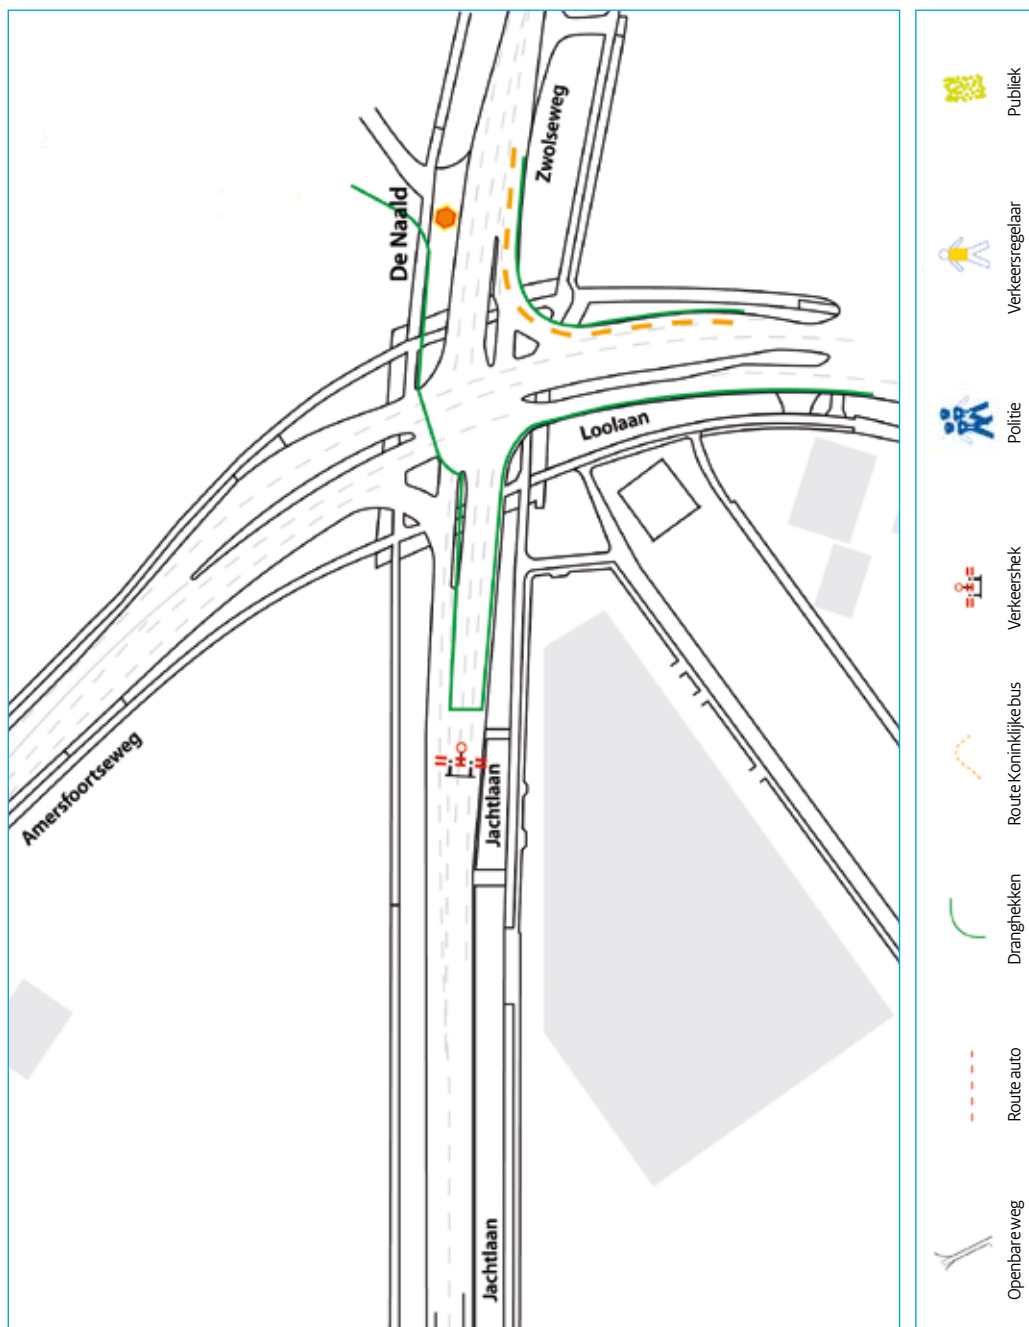 Zwolseweg
De Naald
Loolaan
Amersfoortseweg
Jachtlaan
Jachtlaan
Publiek
Verkeersregelaar
Politie
Verkeershek
Route Koninklijke bus
Dranghekken
Route auto
Openbare weg